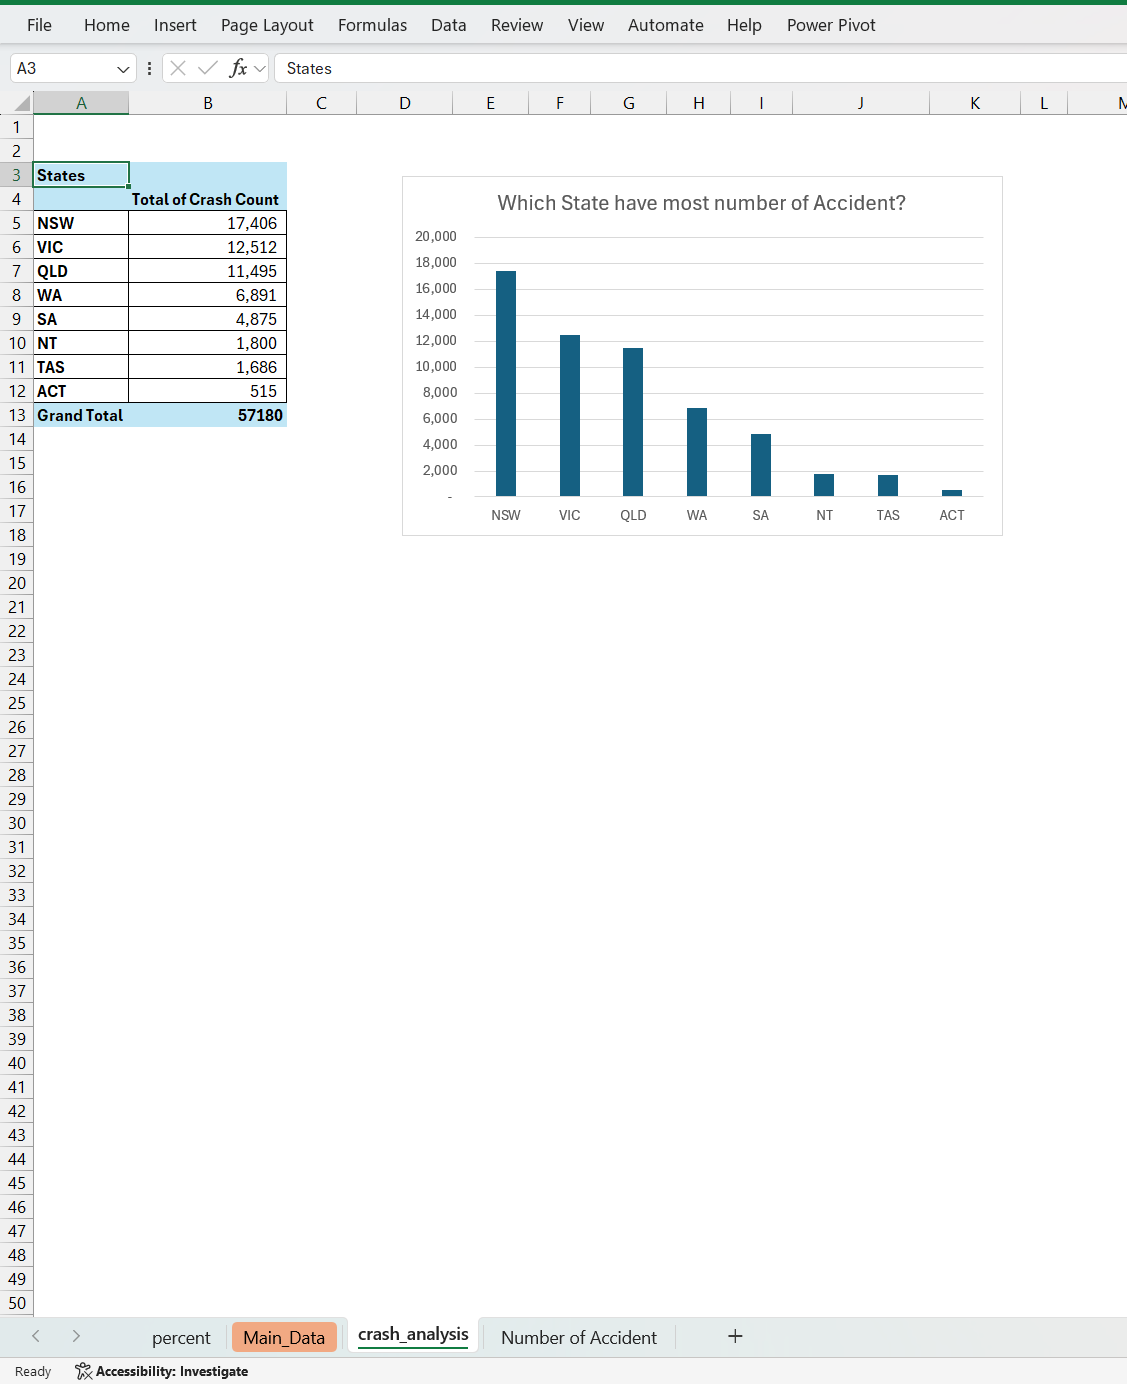 File Home Insert Page Layout Formulas Data Review View Automate Help Power Pivot
A3 fx States
A B C D E F G H I J K L
1
2
3 States
4 Total of Crash Count
5 NSW 17,406
6 VIC 12,512
7 QLD 11,495
8 WA 6,891
9 SA 4,875
10 NT 1,800
11 TAS 1,686
12 ACT 515
13 Grand Total 57180
14
15
16
17
18
19
20
21
22
23
24
25
26
27
28
29
30
31
32
33
34
35
36
37
38
39
40
41
42
43
44
45
46
47
48
49
50
Which State have most number of Accident?
20,000
18,000
16,000
14,000
12,000
10,000
8,000
6,000
4,000
2,000
-
NSW VIC QLD WA SA NT TAS ACT
percent Main_Data crash_analysis Number of Accident +
Ready Accessibility: Investigate